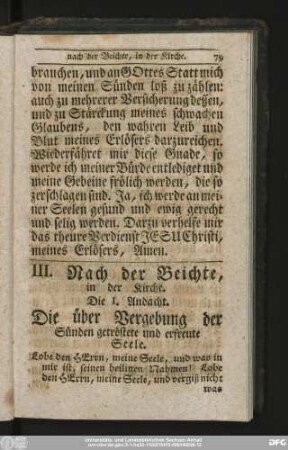 nach der Beichte, in der Kirche. 79
brauchen, und an GOttes Statt mich
von meinen Sünden loß zu zählen:
auch zu mehrerer Versicherung dessen,
und zu Stärckung meines schwachen
Glaubens, den wahren Leib und
Blut meines Erlösers darzureichen.
Wiederfähret mir diese Gnade, so
werde ich meiner Bürde entlediget und
meine Gebeine frölich werden, die so
zerschlagen sind. Ja, ich werde an mei-
ner Seelen gesund und ewig gerecht
und selig werden. Darzu verhelfe mir
das theure Verdienst JESU Christi,
meines Erlösers, Amen.
III. Nach der Beichte,
in der Kirche.
Die I. Andacht.
Die über Vergebung der
Sünden getröstete und erfreute
Seele.
Lobe den HErrn, meine Seele, und was in
mir ist, seinen heiligen Nahmen! Lobe
den HErrn, meine Seele, und vergiß nicht
was